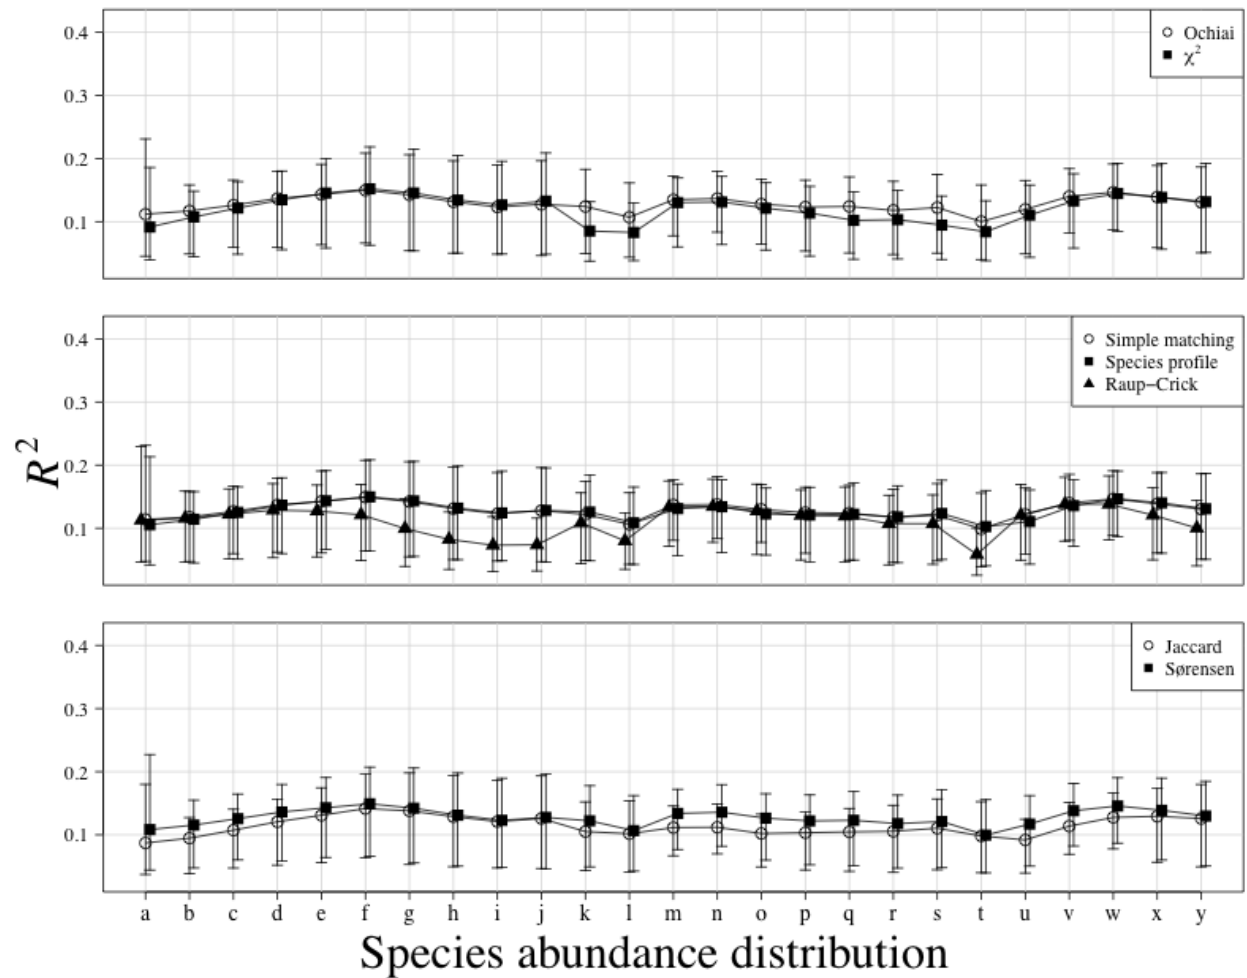 0.4
0.3
0.2
0.1
Ochiai
χ²
0.4
0.3
0.2
0.1
Simple matching
Species profile
Raup−Crick
R²
0.4
0.3
0.2
0.1
Jaccard
Sørensen
a b c d e f g h i j k l m n o p q r s t u v w x y
Species abundance distribution